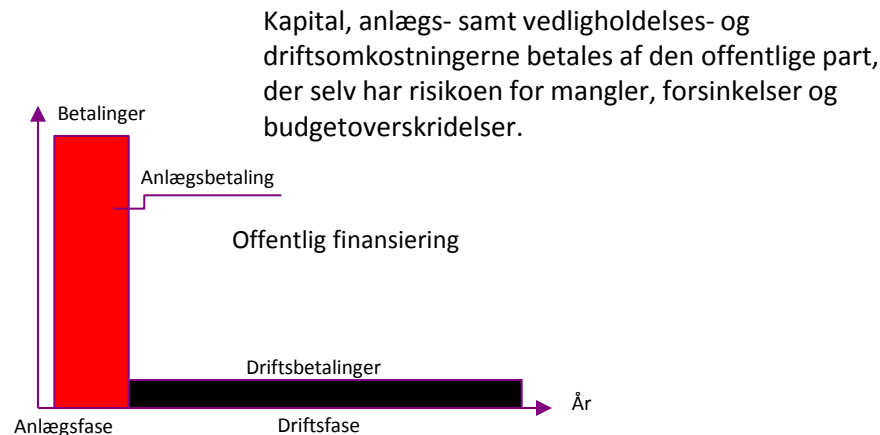 Kapital, anlægs- samt vedligholdelses- og
driftsomkostningerne betales af den offentlige part,
der selv har risikoen for mangler, forsinkelser og
budgetoverskridelser.
Betalinger
Anlægsbetaling
Offentlig finansiering
Driftsbetalinger
År
Anlægsfase
Driftsfase